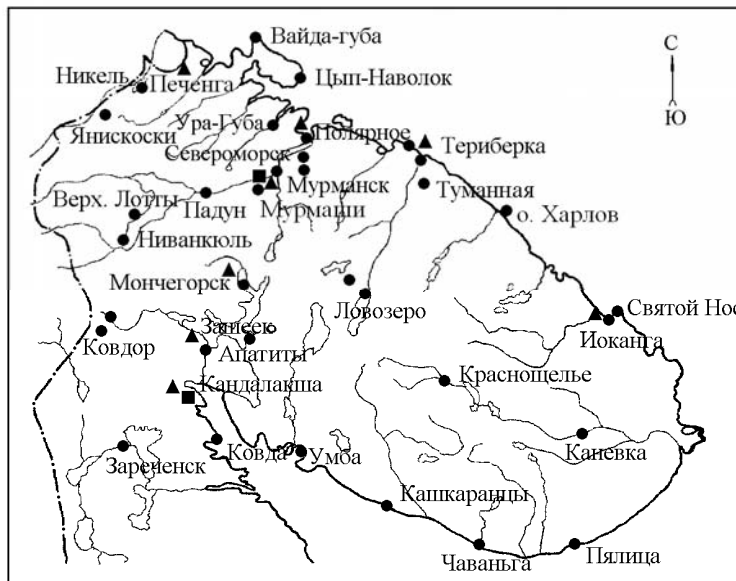 Вайда-губа
С
Никель
Печенга
Цып-Наволок
Ю
Янискоски
Ура-Губа
Полярное
Североморск
Териберка
Мурманск
Туманная
Верх. Лотты
Падун
Мурмаши
о. Харлов
Ниванкюль
Мончегорск
Ловозеро
Святой Нос
Зашеек
Иоканга
Ковдор
Апатиты
Краснощелье
Кандалакша
Ковда
Умба
Каневка
Зареченск
Кашкаранцы
Чаваньга
Пялица